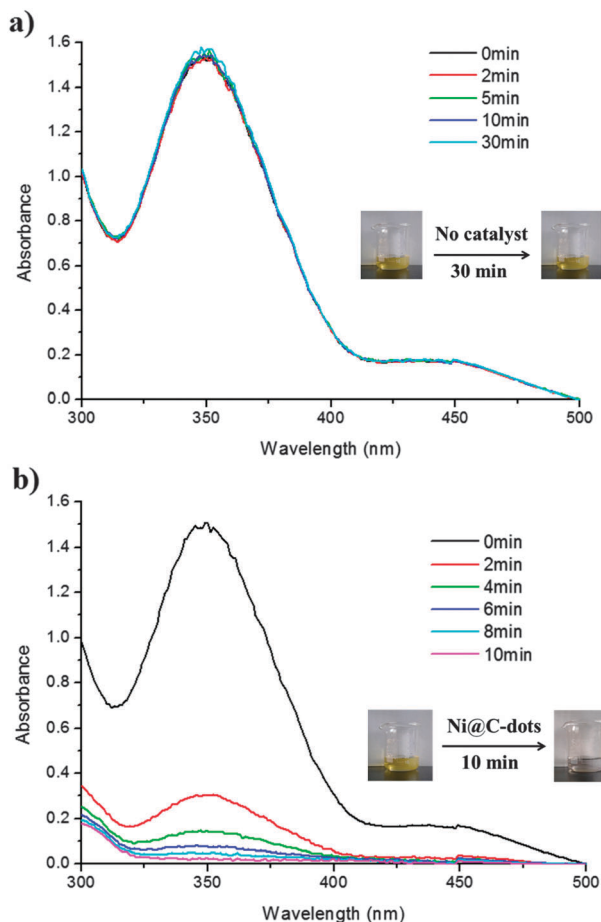 a)
1.6
1.4
1.2
1.0
0.8
0.6
0.4
0.2
0.0
Absorbance
0min
2min
5min
10min
30min
No catalyst
30 min
300
350
400
450
500
Wavelength (nm)
b)
1.6
1.4
1.2
1.0
0.8
0.6
0.4
0.2
0.0
Absorbance
0min
2min
4min
6min
8min
10min
Ni@C-dots
10 min
300
350
400
450
500
Wavelength (nm)